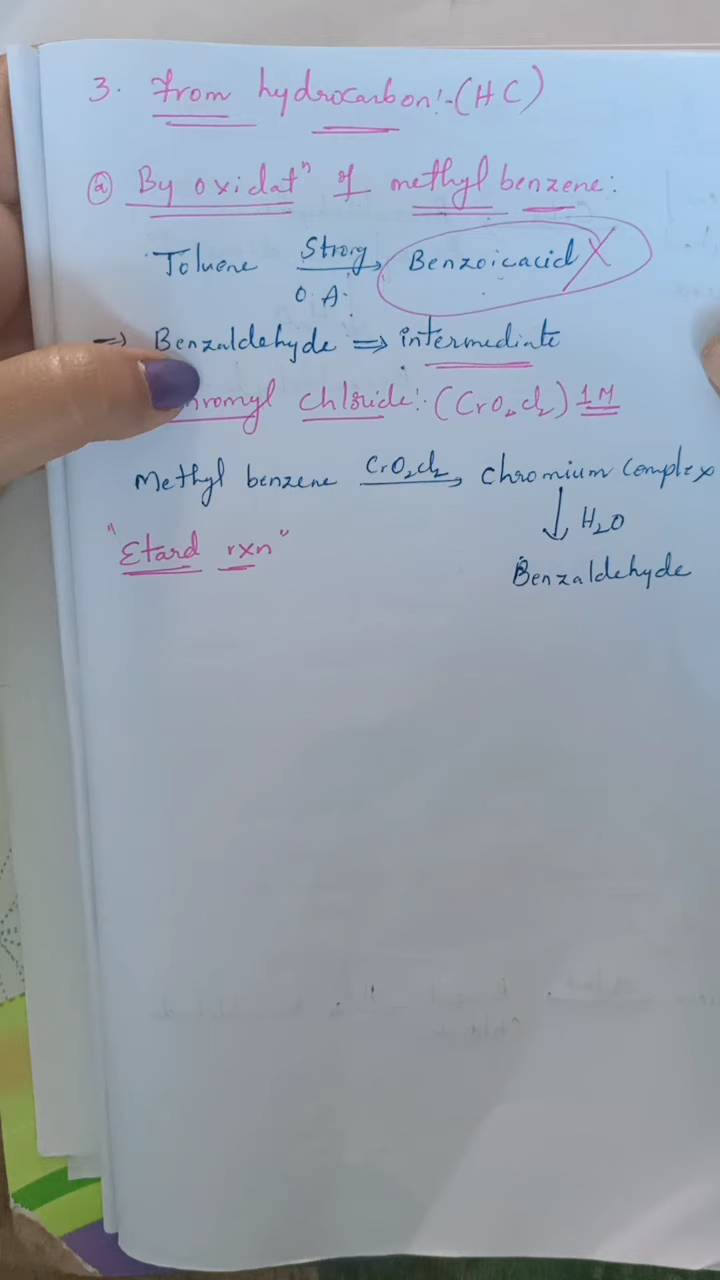 3. From hydrocarbon:-(HC)
ⓐ By oxidatⁿ of methyl benzene:
Toluene Strong O.A. → Benzoicacid X
⇒ Benzaldehyde ⇒ intermediate
hromyl chloride:- (CrO₂cl₂) 1M
Methyl benzene CrO₂cl₂ → chromium complex
↓ H₂O
"Etard rxn"
Benzaldehyde